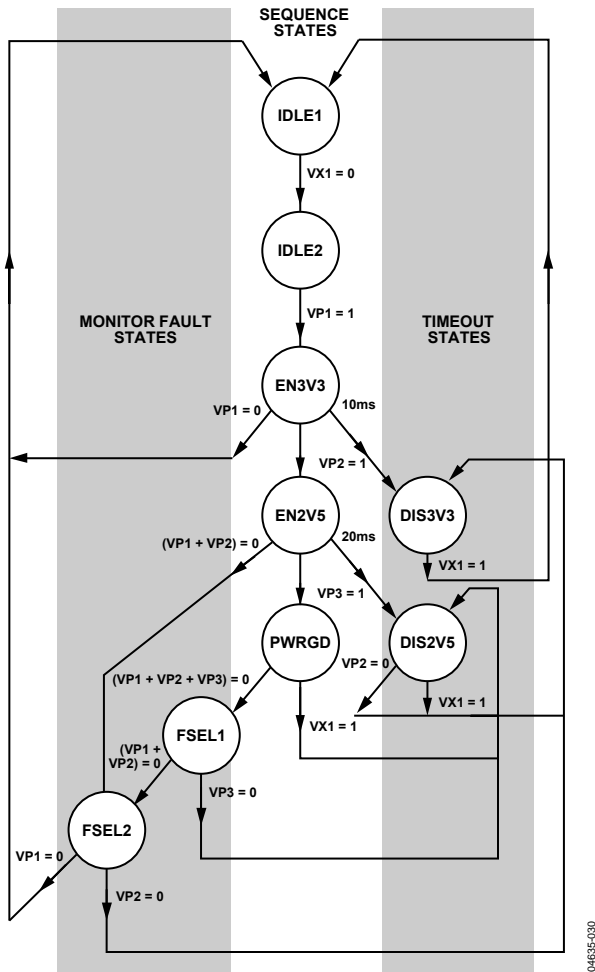 SEQUENCE
STATES
IDLE1
VX1 = 0
IDLE2
MONITOR FAULT
STATES
VP1 = 1
TIMEOUT
STATES
EN3V3
VP1 = 0
10ms
VP2 = 1
EN2V5
DIS3V3
(VP1 + VP2) = 0
20ms
VX1 = 1
VP3 = 1
PWRGD
DIS2V5
VP2 = 0
(VP1 + VP2 + VP3) = 0
VX1 = 1
VX1 = 1
FSEL1
(VP1 +
VP2) = 0
VP3 = 0
FSEL2
VP1 = 0
VP2 = 0
04635-030